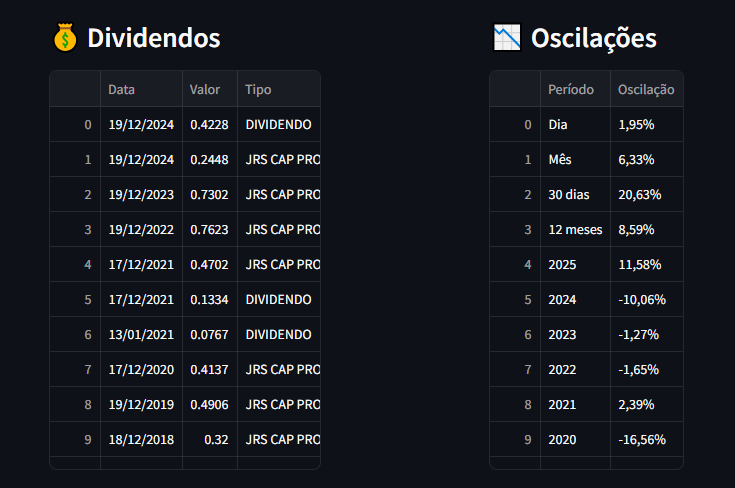 Dividendos
Data Valor Tipo
0 19/12/2024 0.4228 DIVIDENDO
1 19/12/2024 0.2448 JRS CAP PRO
2 19/12/2023 0.7302 JRS CAP PRO
3 19/12/2022 0.7623 JRS CAP PRO
4 17/12/2021 0.4702 JRS CAP PRO
5 17/12/2021 0.1334 DIVIDENDO
6 13/01/2021 0.0767 DIVIDENDO
7 17/12/2020 0.4137 JRS CAP PRO
8 19/12/2019 0.4906 JRS CAP PRO
9 18/12/2018 0.32 JRS CAP PRO
Oscilações
Período Oscilação
0 Dia 1,95%
1 Mês 6,33%
2 30 dias 20,63%
3 12 meses 8,59%
4 2025 11,58%
5 2024 -10,06%
6 2023 -1,27%
7 2022 -1,65%
8 2021 2,39%
9 2020 -16,56%